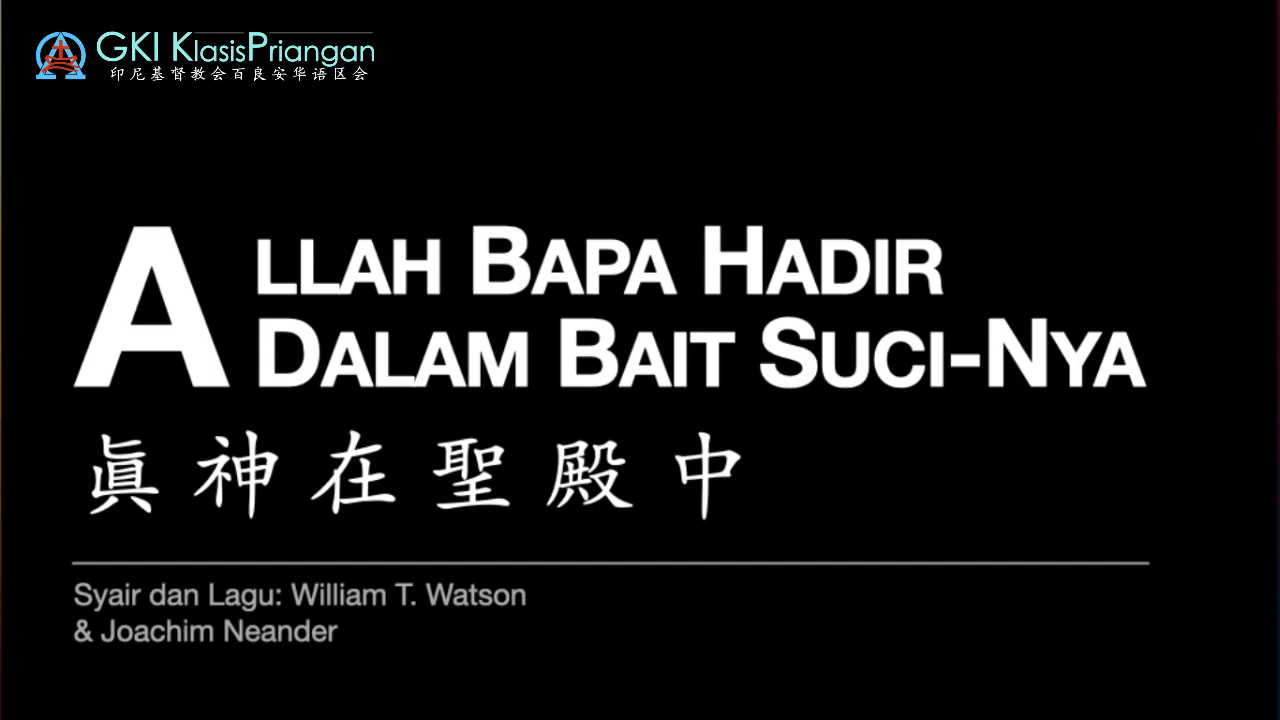 GKI KlasisPriangan
印尼基督教会百良安华语区会
ALLAH BAPA HADIR
DALAM BAIT SUCI-NYA
眞神在聖殿中
Syair dan Lagu: William T. Watson
& Joachim Neander